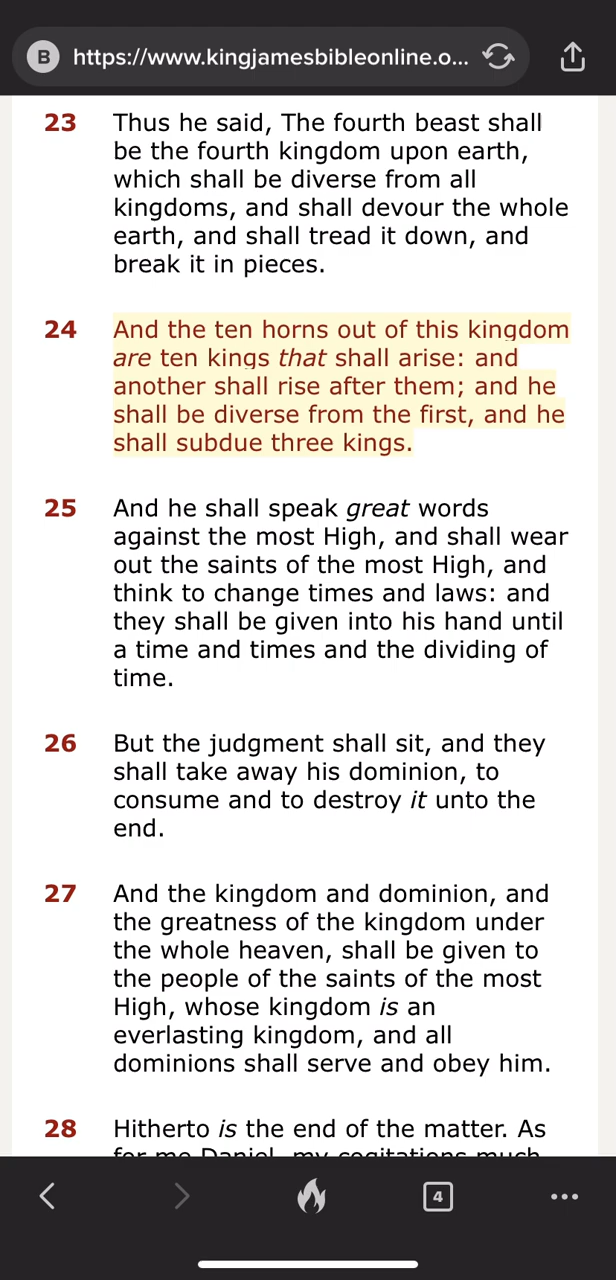 B https://www.kingjamesbibleonline.o...
23 Thus he said, The fourth beast shall
be the fourth kingdom upon earth,
which shall be diverse from all
kingdoms, and shall devour the whole
earth, and shall tread it down, and
break it in pieces.
24 And the ten horns out of this kingdom
are ten kings that shall arise: and
another shall rise after them; and he
shall be diverse from the first, and he
shall subdue three kings.
25 And he shall speak great words
against the most High, and shall wear
out the saints of the most High, and
think to change times and laws: and
they shall be given into his hand until
a time and times and the dividing of
time.
26 But the judgment shall sit, and they
shall take away his dominion, to
consume and to destroy it unto the
end.
27 And the kingdom and dominion, and
the greatness of the kingdom under
the whole heaven, shall be given to
the people of the saints of the most
High, whose kingdom is an
everlasting kingdom, and all
dominions shall serve and obey him.
28 Hitherto is the end of the matter. As
for me Daniel, my cogitations much
4